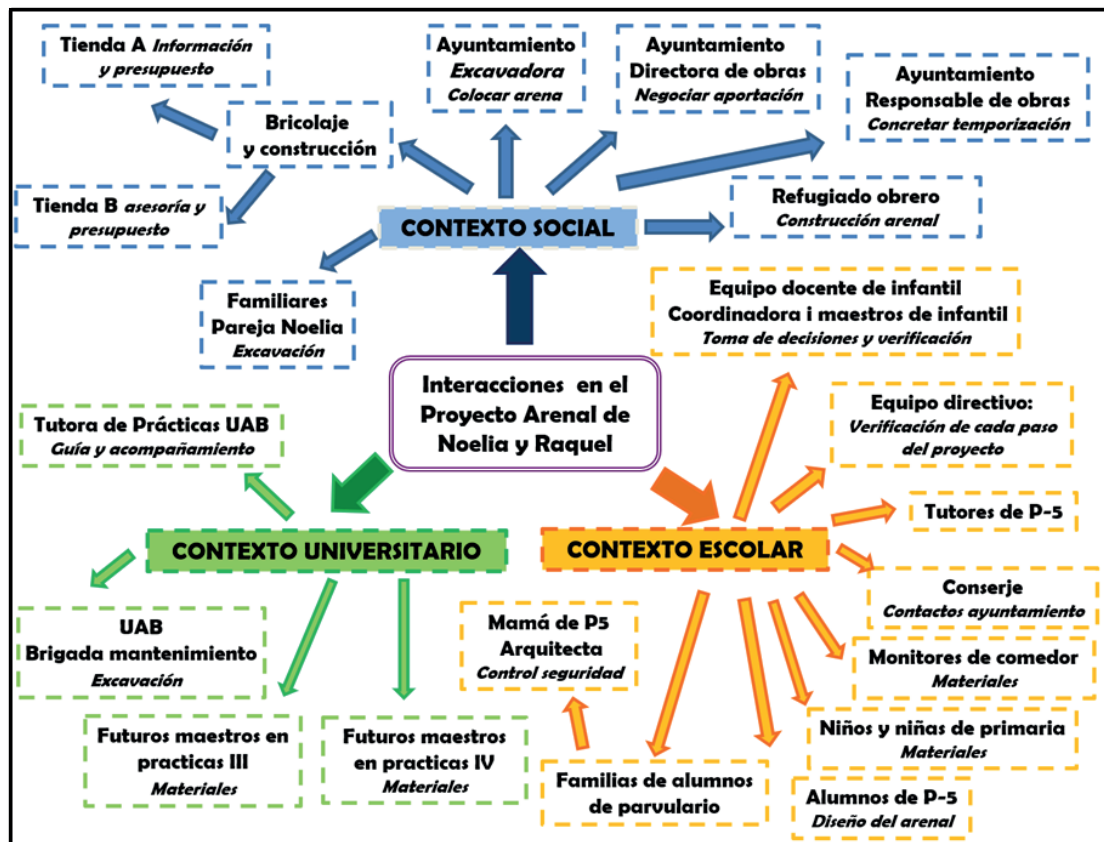 Tienda A Información
y presupuesto
Ayuntamiento
Excavadora
Colocar arena
Ayuntamiento
Directora de obras
Negociar aportación
Ayuntamiento
Responsable de obras
Concretar temporización
Bricolaje
y construcción
Tienda B asesoría y
presupuesto
CONTEXTO SOCIAL
Refugiado obrero
Construcción arenal
Familiares
Pareja Noelia
Excavación
Equipo docente de infantil
Coordinadora i maestros de infantil
Toma de decisiones y verificación
Interacciones en el
Proyecto Arenal de
Noelia y Raquel
Tutora de Prácticas UAB
Guía y acompañamiento
Equipo directivo:
Verificación de cada paso
del proyecto
Tutores de P-5
CONTEXTO UNIVERSITARIO
CONTEXTO ESCOLAR
Conserje
Contactos ayuntamiento
UAB
Brigada mantenimiento
Excavación
Mamá de P5
Arquitecta
Control seguridad
Monitores de comedor
Materiales
Futuros maestros en
practicas III
Materiales
Futuros maestros
en practicas IV
Materiales
Familias de alumnos
de parvulario
Niños y niñas de primaria
Materiales
Alumnos de P-5
Diseño del arenal